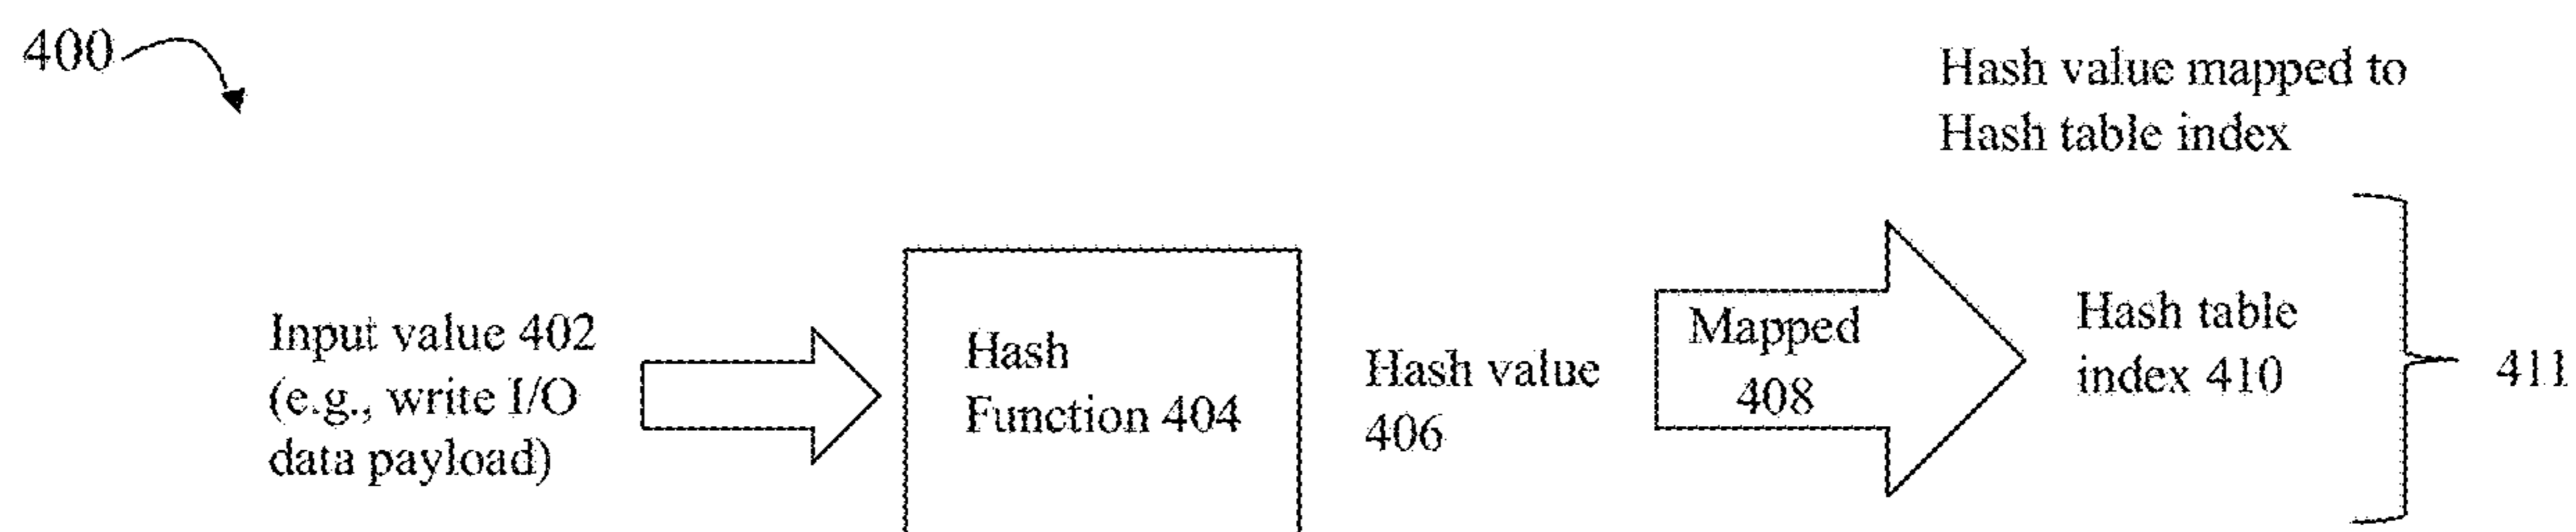 400
Hash value mapped to
Hash table index
Input value 402
(e.g., write I/O
data payload)
Hash
Function 404
Hash value
406
Mapped
408
Hash table
index 410
411